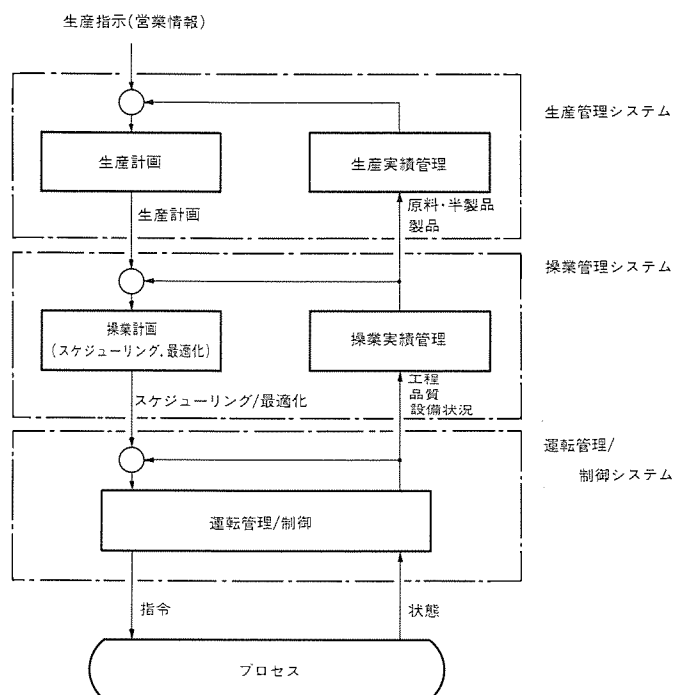 生産指示(営業情報)
生産管理システム
生産計画
生産実績管理
生産計画
原料・半製品
製品
操業管理システム
操業計画
(スケジューリング,最適化)
操業実績管理
スケジューリング/最適化
工程
品質
設備状況
運転管理/
制御システム
運転管理/制御
指令
状態
プロセス